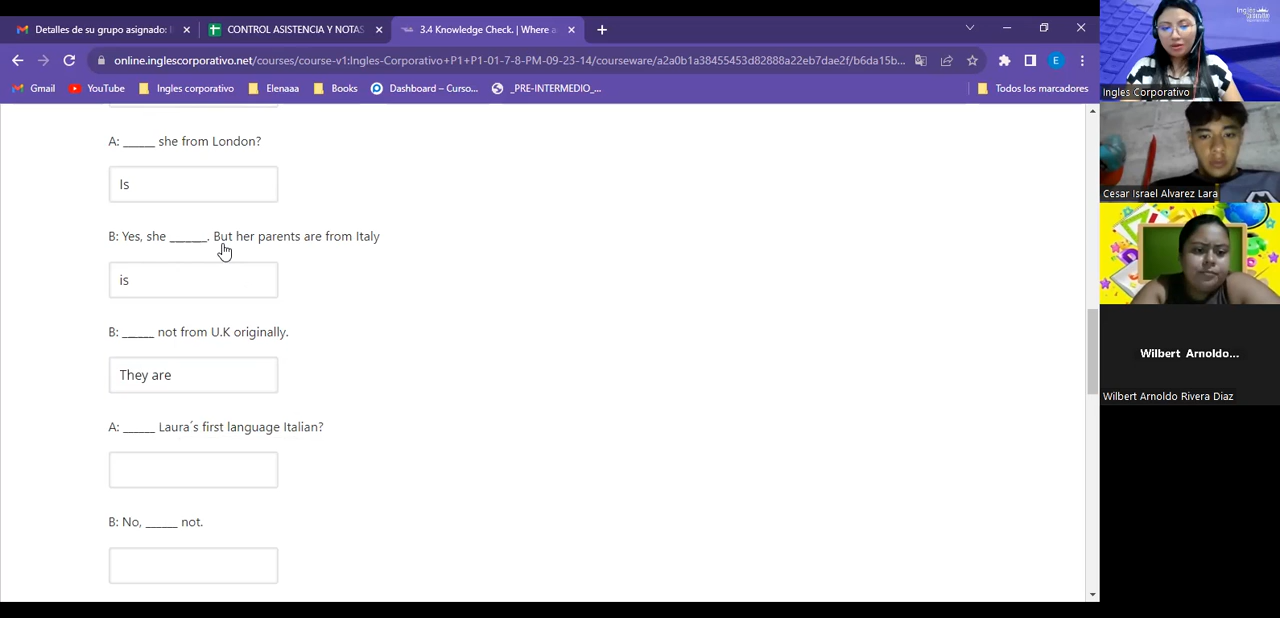 Detalles de su grupo asignado: I
CONTROL ASISTENCIA Y NOTAS
3.4 Knowledge Check. | Where a
online.inglescorporativo.net/courses/course-v1:Ingles-Corporativo+P1+P1-01-7-8-PM-09-23-14/courseware/a2a0b1a38455453d82888a22eb7dae2f/b6da15b...
E
Gmail
YouTube
Ingles corporativo
Elenaaa
Books
Dashboard – Curso...
_PRE-INTERMEDIO_...
Todos los marcadores
A: _____ she from London?
Is
B: Yes, she ______. But her parents are from Italy
is
B: _____ not from U.K originally.
They are
A: _____ Laura´s first language Italian?
B: No, _____ not.
Ingles
Ingles Corporativo
Cesar Israel Alvarez Lara
Wilbert Arnoldo...
Wilbert Arnoldo Rivera Diaz